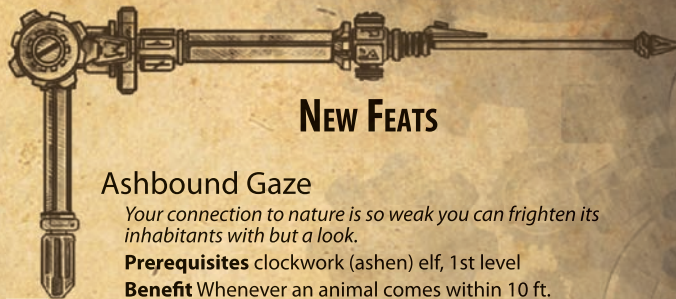 NEW FEATS
Ashbound Gaze
Your connection to nature is so weak you can frighten its
inhabitants with but a look.
Prerequisites clockwork (ashen) elf, 1st level
Benefit Whenever an animal comes within 10 ft.